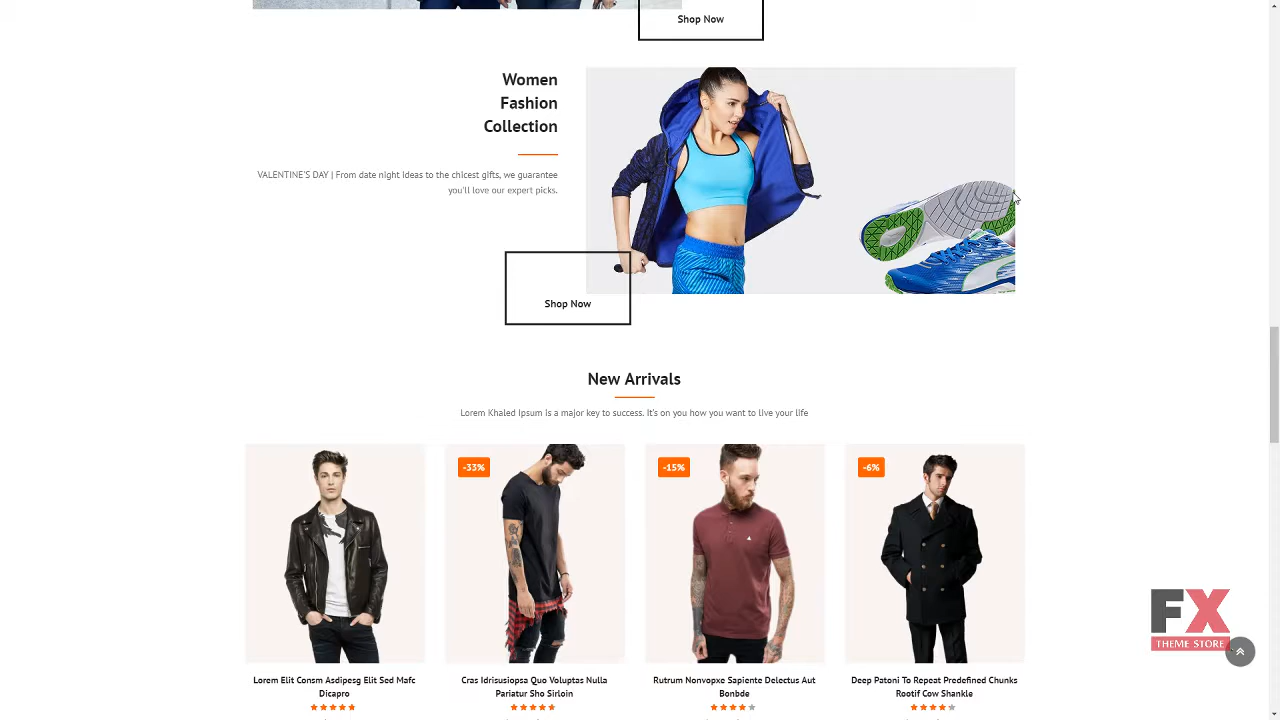 Shop Now
Women
Fashion
Collection
VALENTINE'S DAY | From date night ideas to the chicest gifts, we guarantee
you'll love our expert picks.
Shop Now
New Arrivals
Lorem Khaled Ipsum is a major key to success. It's on you how you want to live your life
-33%
-15%
-6%
FX
THEME STORE
Lorem Elit Consm Asdipesg Elit Sed Mafc
Dicapro
Cras Idrisusiopsa Quo Voluptas Nulla
Pariatur Sho Sirloin
Rutrum Nonvopxe Sapiente Delectus Aut
Bonbde
Deep Patoni To Repeat Predefined Chunks
Rootif Cow Shankle